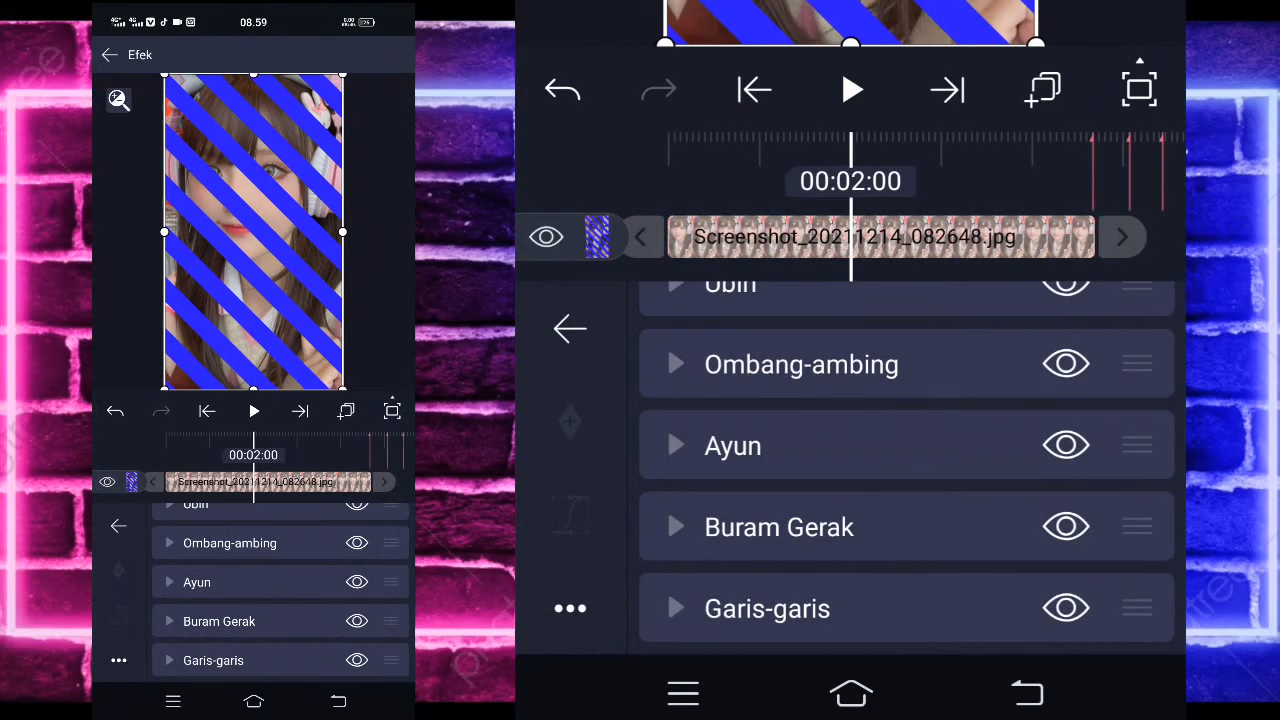 08.59
Efek
00:02:00
Screenshot_20211214_082648.jpg
Ubin
Ombang-ambing
Ayun
Buram Gerak
Garis-garis
00:02:00
Screenshot_20211214_082648.jpg
Ubin
Ombang-ambing
Ayun
Buram Gerak
Garis-garis